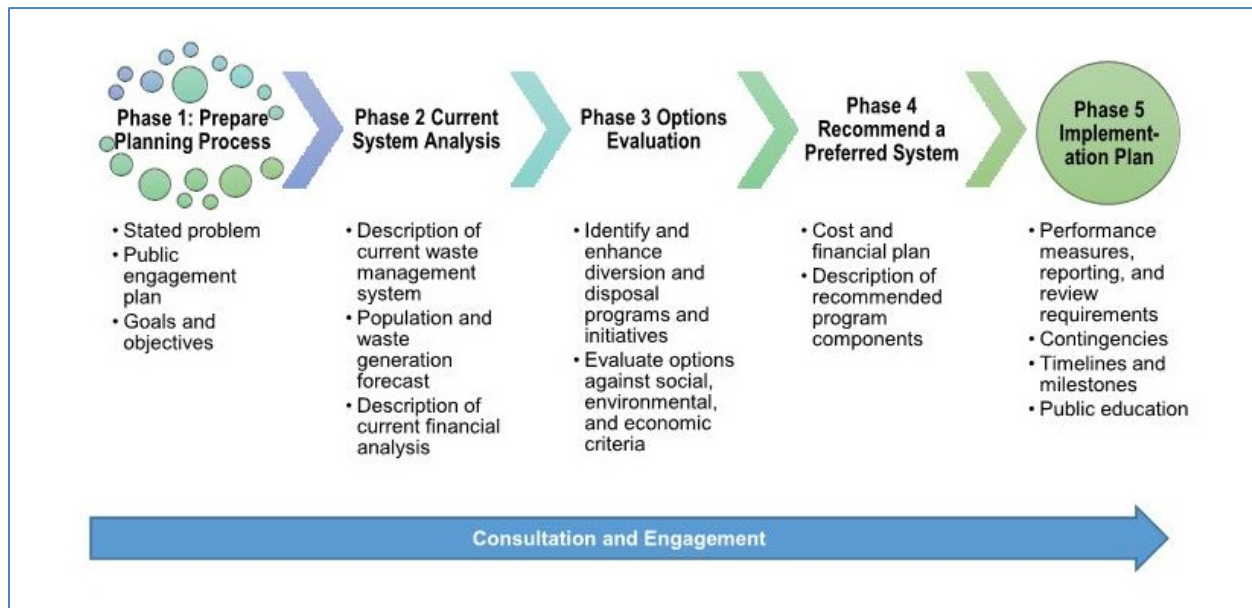 Phase 1: Prepare
Planning Process
• Stated problem
• Public
engagement
plan
• Goals and
objectives
Phase 2 Current
System Analysis
• Description of
current waste
management
system
• Population and
waste
generation
forecast
• Description of
current financial
analysis
Phase 3 Options
Evaluation
• Identify and
enhance
diversion and
disposal
programs and
initiatives
• Evaluate options
against social,
environmental,
and economic
criteria
Phase 4
Recommend a
Preferred System
• Cost and
financial plan
• Description of
recommended
program
components
Phase 5
Implement-
ation Plan
• Performance
measures,
reporting, and
review
requirements
• Contingencies
• Timelines and
milestones
• Public education
Consultation and Engagement